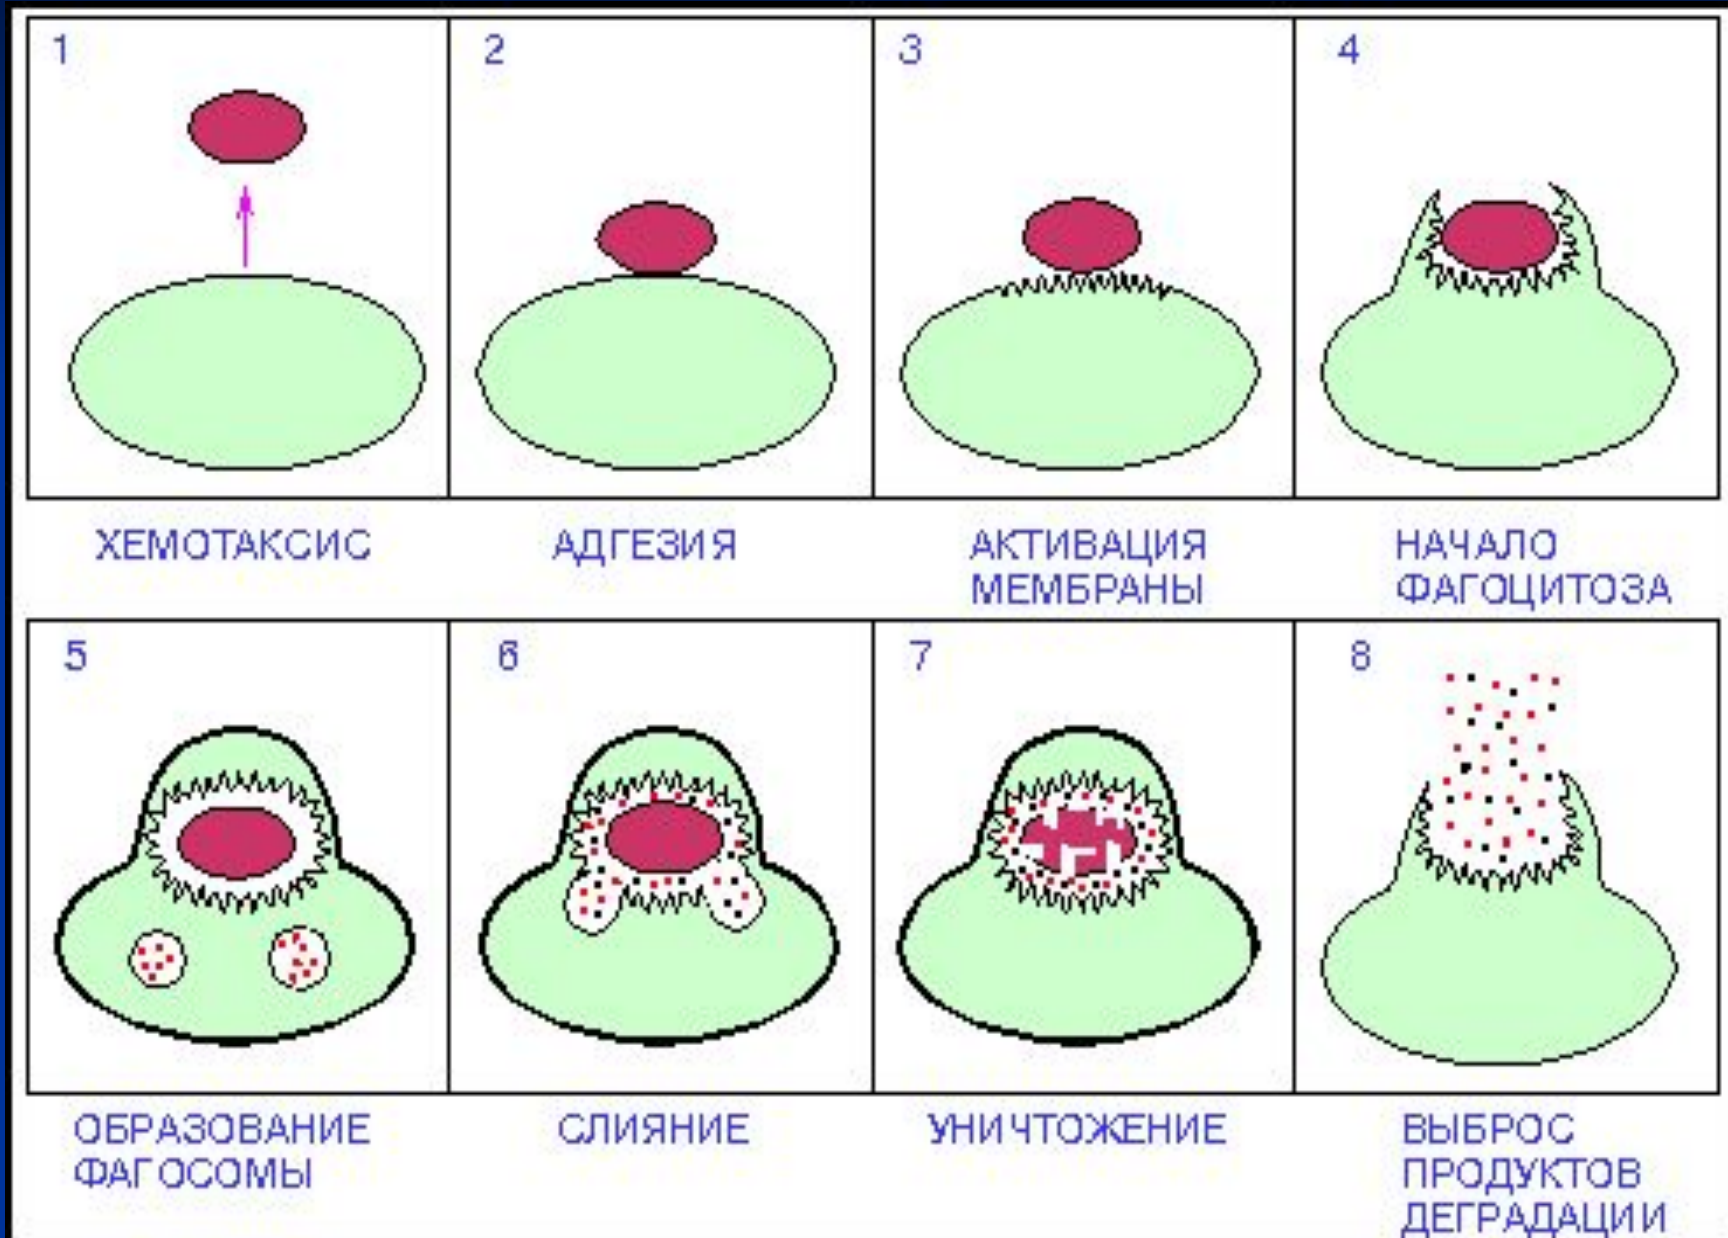 1
2
3
4
ХЕМОТАКСИС
АДГЕЗИЯ
АКТИВАЦИЯ
МЕМБРАНЫ
НАЧАЛО
ФАГОЦИТОЗА
5
6
7
8
ОБРАЗОВАНИЕ
ФАГОСОМЫ
СЛИЯНИЕ
УНИЧТОЖЕНИЕ
ВЫБРОС
ПРОДУКТОВ
ДЕГРАДАЦИИ